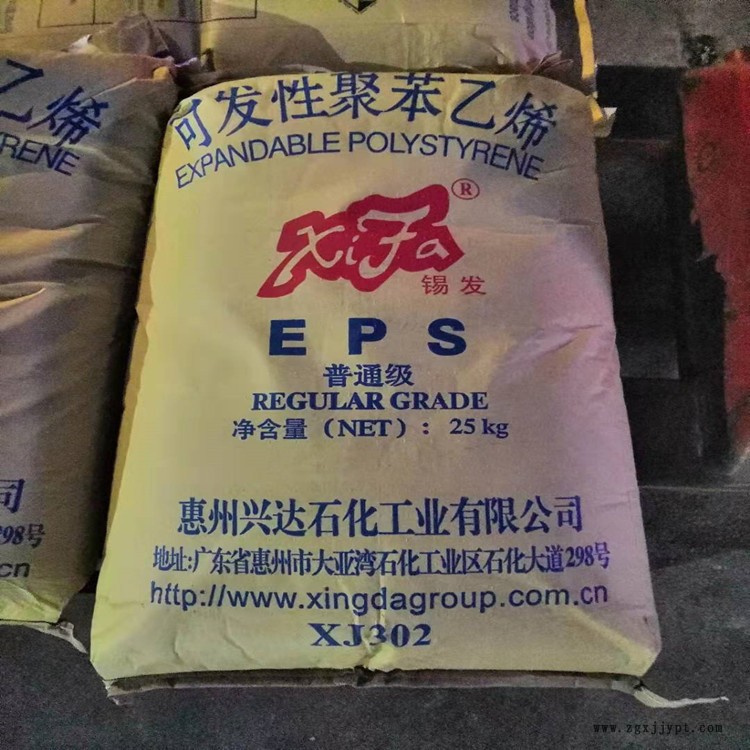 可发性聚苯乙烯
EXPANDABLE POLYSTYRENE
XiFa®
锡发
EPS
普通级
REGULAR GRADE
净含量(NET):25kg
惠州兴达石化工业有限公司
地址:广东省惠州市大亚湾石化工业区石化大道298号
http://www.xingdagroup.com.cn
XJ302
乙烯
RENE
司
298号
cn
www.zgxjjypt.com